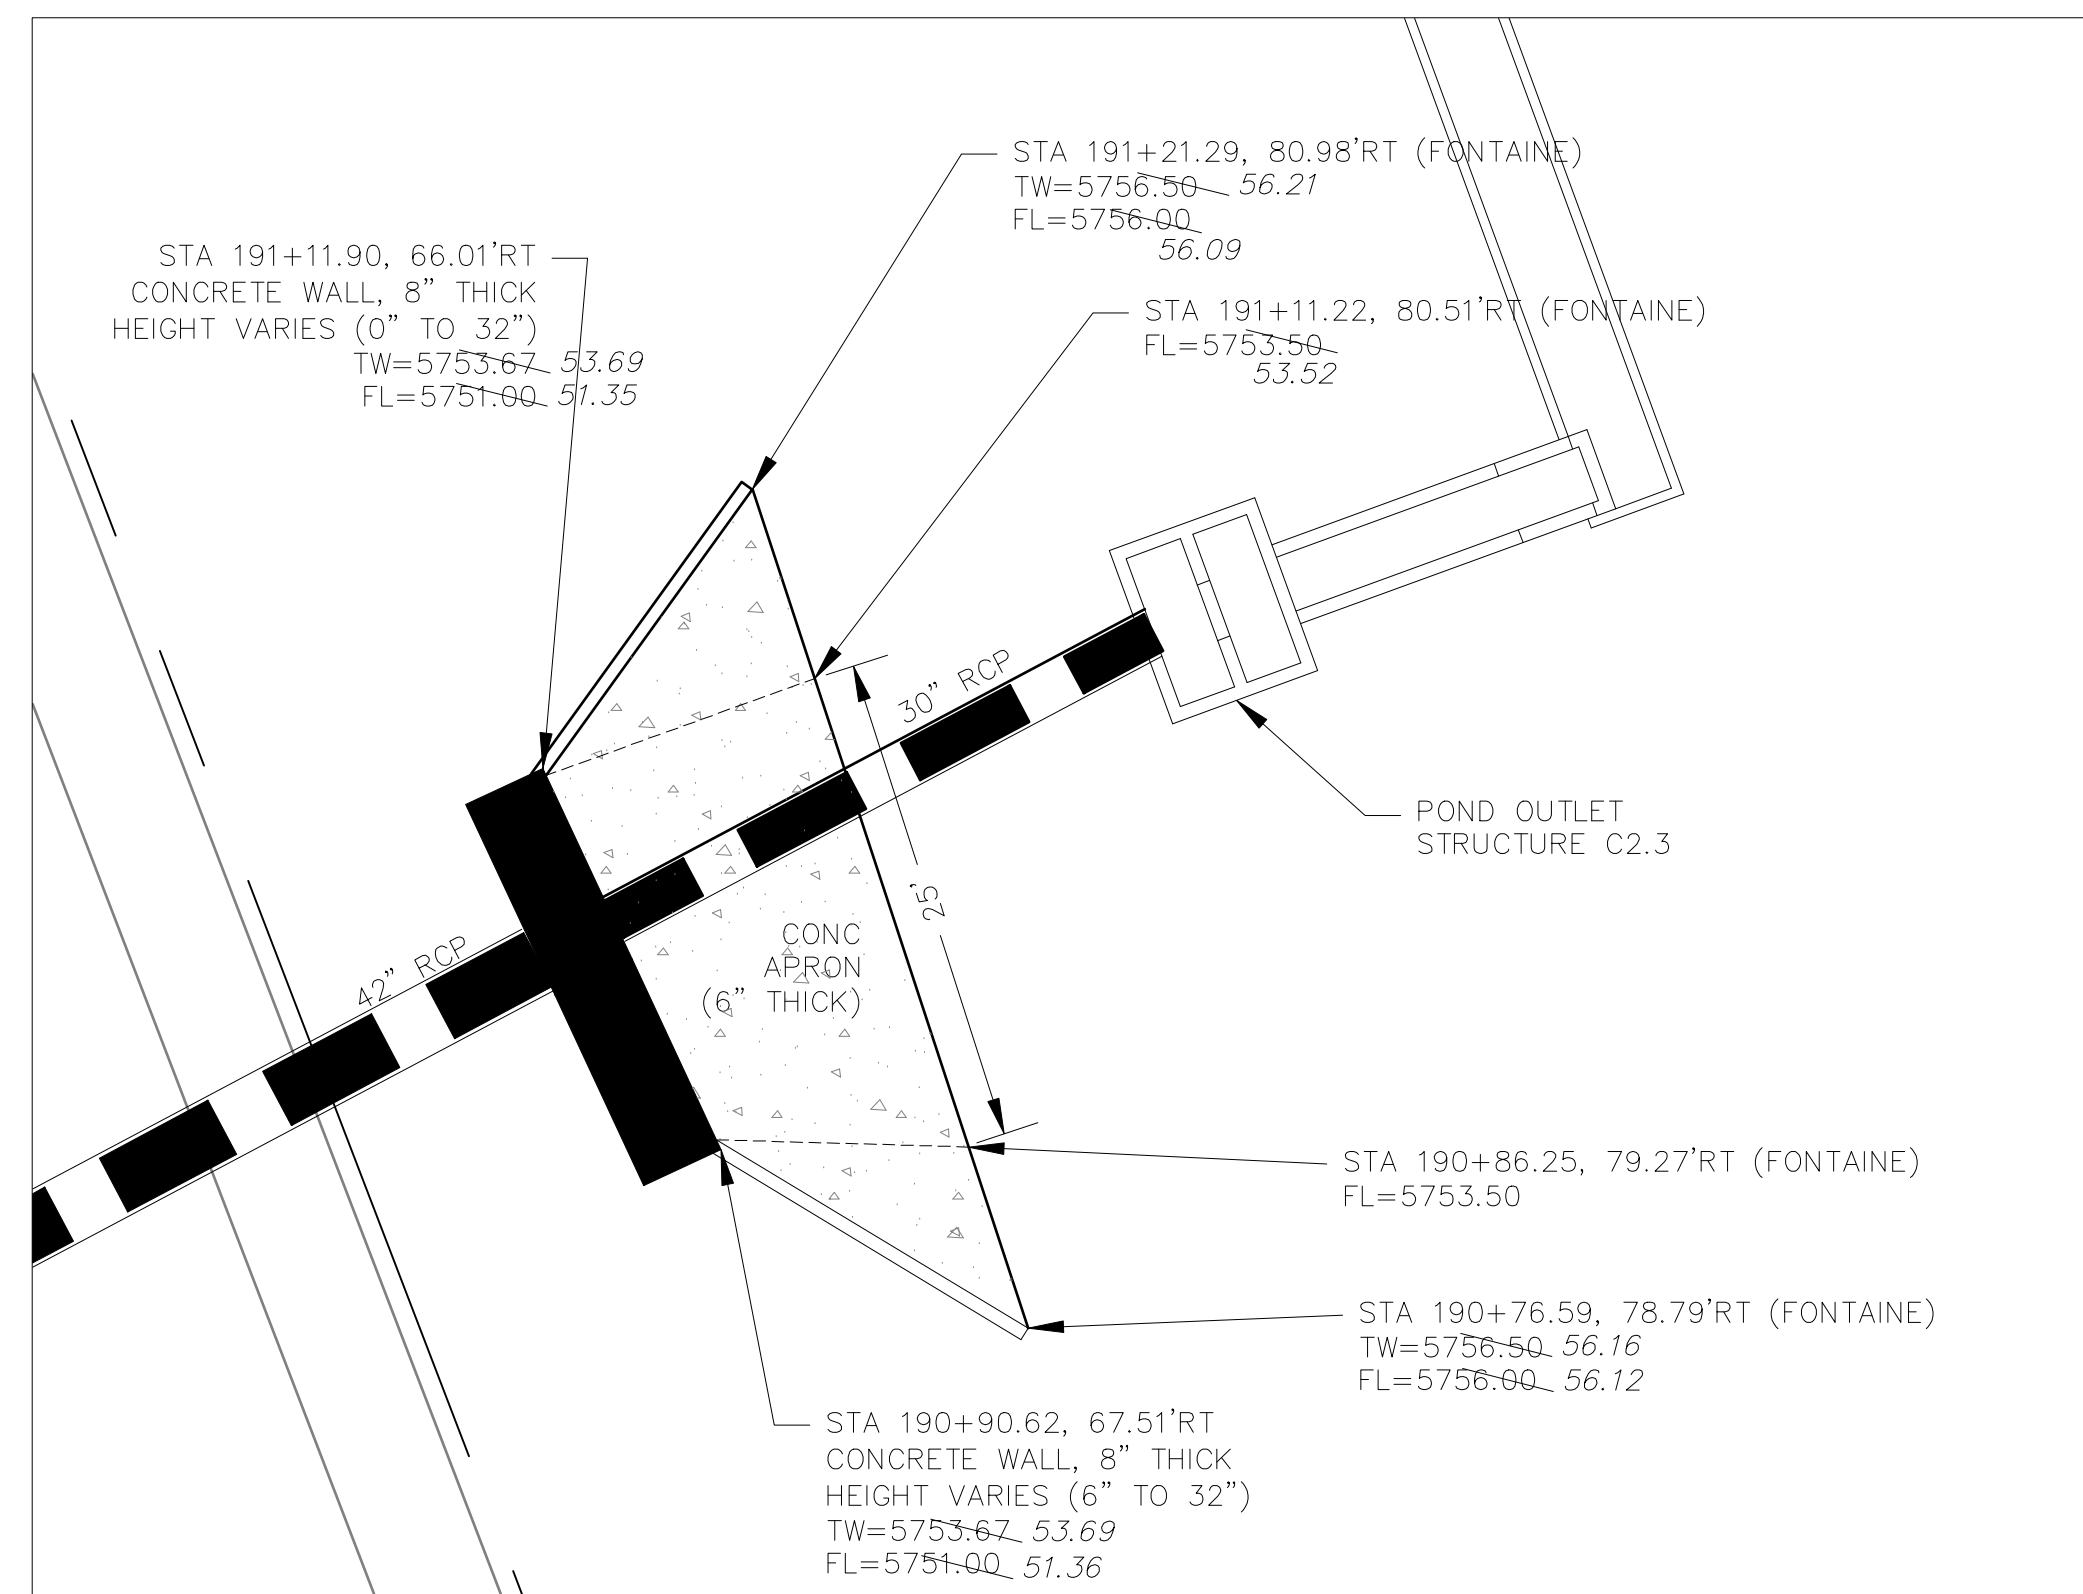 STA 191+21.29, 80.98'RT (FONTAINE)
TW=5756.50 56.21
FL=5756.00
56.09
STA 191+11.90, 66.01'RT
CONCRETE WALL, 8" THICK
HEIGHT VARIES (0" TO 32")
TW=5753.67 53.69
FL=5751.00 51.35
STA 191+11.22, 80.51'RT (FONTAINE)
FL=5753.50
53.52
30" RCP
POND OUTLET
STRUCTURE C2.3
25'
42" RCP
CONC
APRON
(6" THICK)
STA 190+86.25, 79.27'RT (FONTAINE)
FL=5753.50
STA 190+76.59, 78.79'RT (FONTAINE)
TW=5756.50 56.16
FL=5756.00 56.12
STA 190+90.62, 67.51'RT
CONCRETE WALL, 8" THICK
HEIGHT VARIES (6" TO 32")
TW=5753.67 53.69
FL=5751.00 51.36